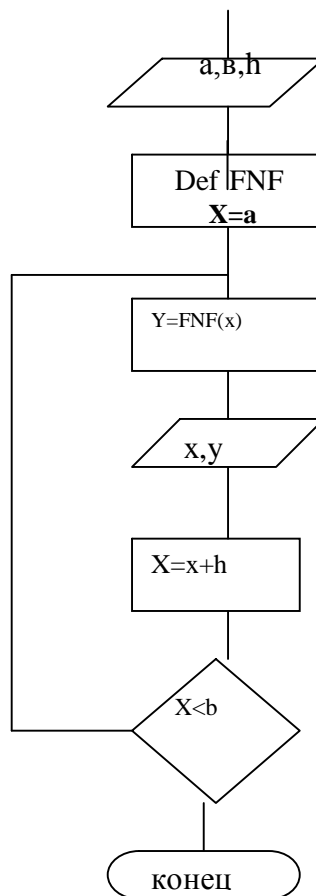 а,в,h
Def FNF
X=a
Y=FNF(x)
x,y
X=x+h
X<b
конец